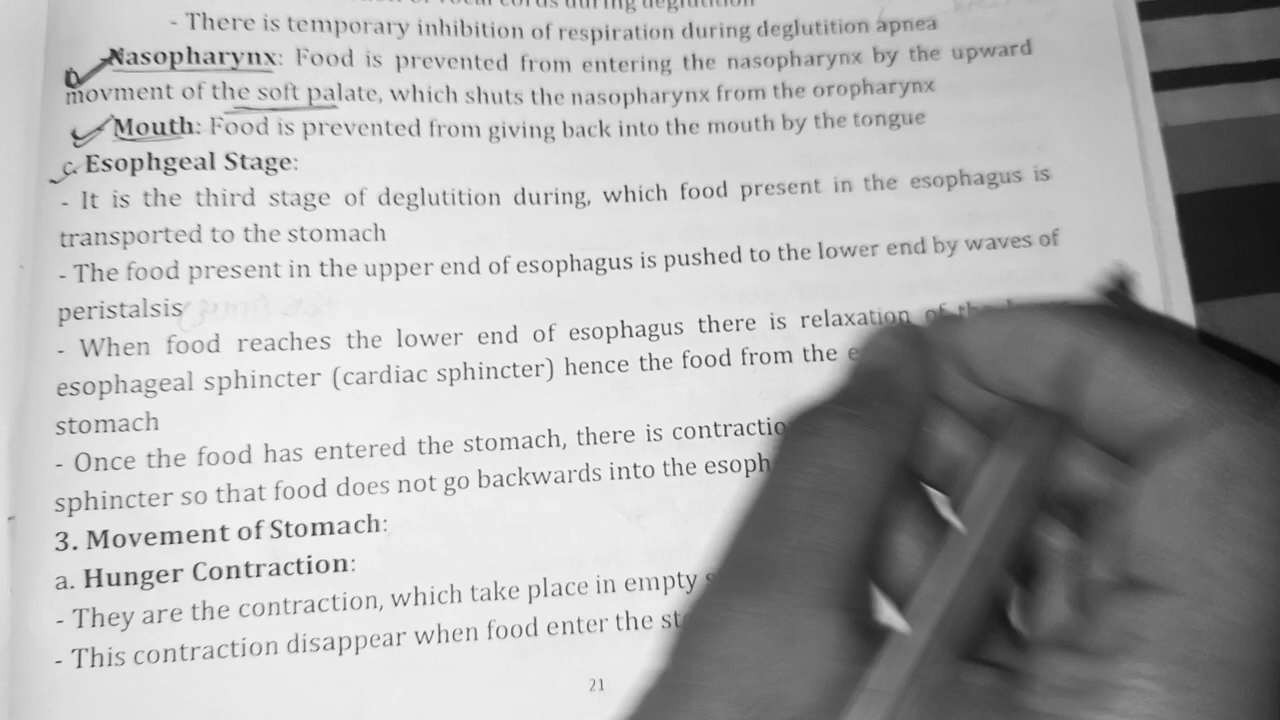 of vocal cords during deglutition
- There is temporary inhibition of respiration during deglutition apnea
Nasopharynx: Food is prevented from entering the nasopharynx by the upward
movment of the soft palate, which shuts the nasopharynx from the oropharynx
Mouth: Food is prevented from giving back into the mouth by the tongue
c. Esophgeal Stage:
- It is the third stage of deglutition during, which food present in the esophagus is
transported to the stomach
- The food present in the upper end of esophagus is pushed to the lower end by waves of
peristalsis
- When food reaches the lower end of esophagus there is relaxation of the
esophageal sphincter (cardiac sphincter) hence the food from the
stomach
- Once the food has entered the stomach, there is
sphincter so that food does not go backwards into the
3. Movement of Stomach:
a. Hunger Contraction:
- They are the contraction, which take place in empty
- This contraction disappear when food enter the
21